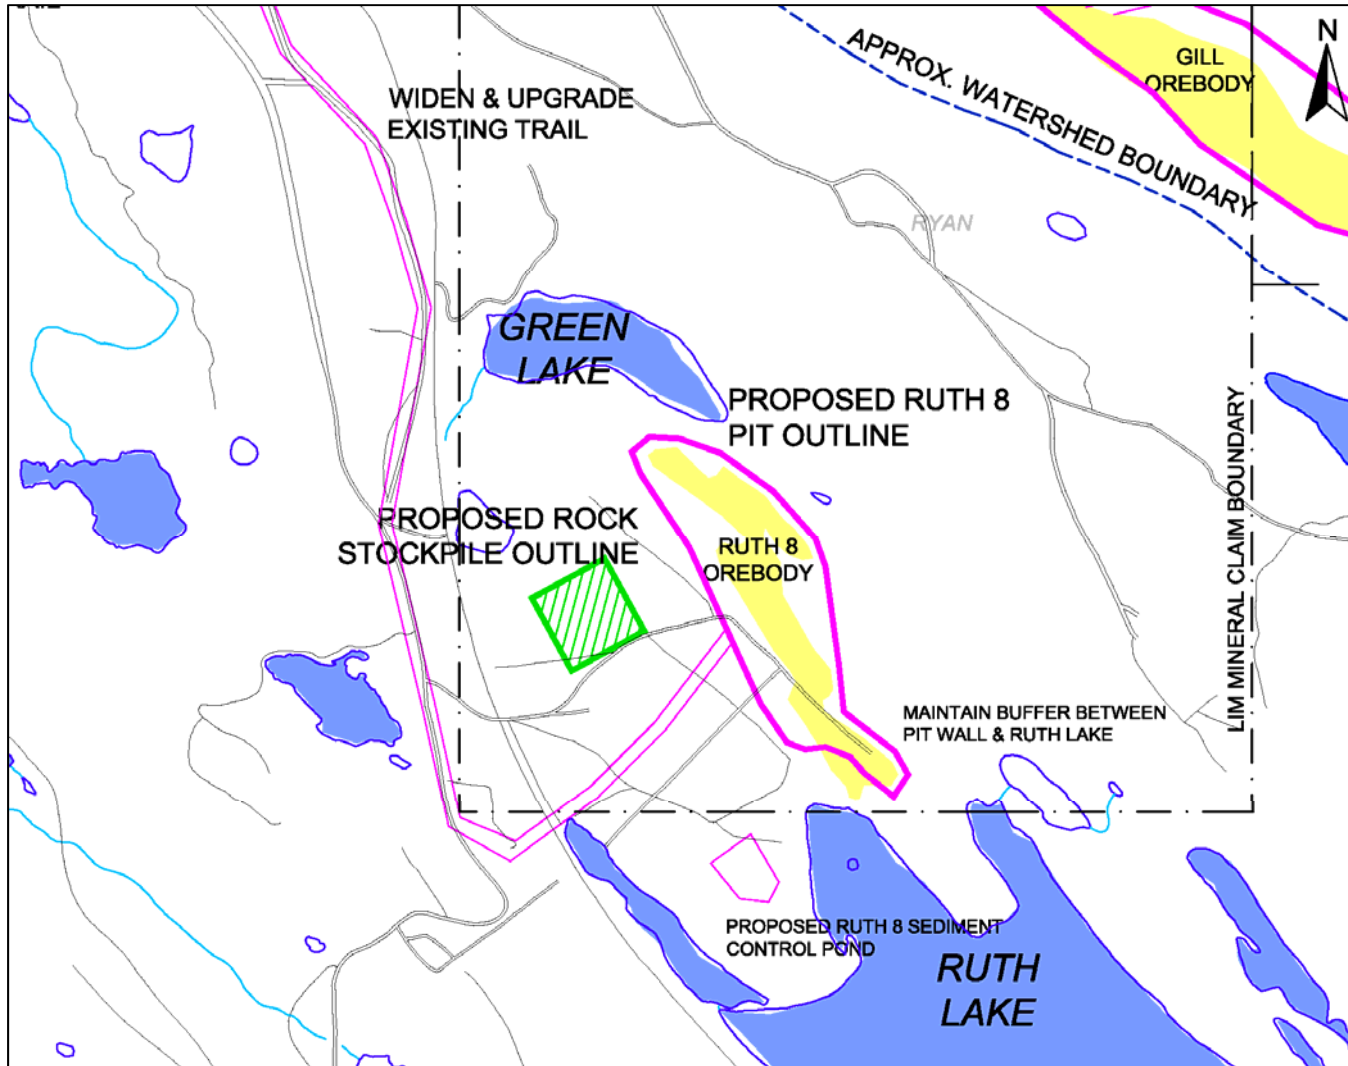 GILL
OREBODY
N
APPROX. WATERSHED BOUNDARY
WIDEN & UPGRADE
EXISTING TRAIL
RYAN
GREEN
LAKE
PROPOSED RUTH 8
PIT OUTLINE
LIM MINERAL CLAIM BOUNDARY
PROPOSED ROCK
STOCKPILE OUTLINE
RUTH 8
OREBODY
MAINTAIN BUFFER BETWEEN
PIT WALL & RUTH LAKE
PROPOSED RUTH 8 SEDIMENT
CONTROL POND
RUTH
LAKE